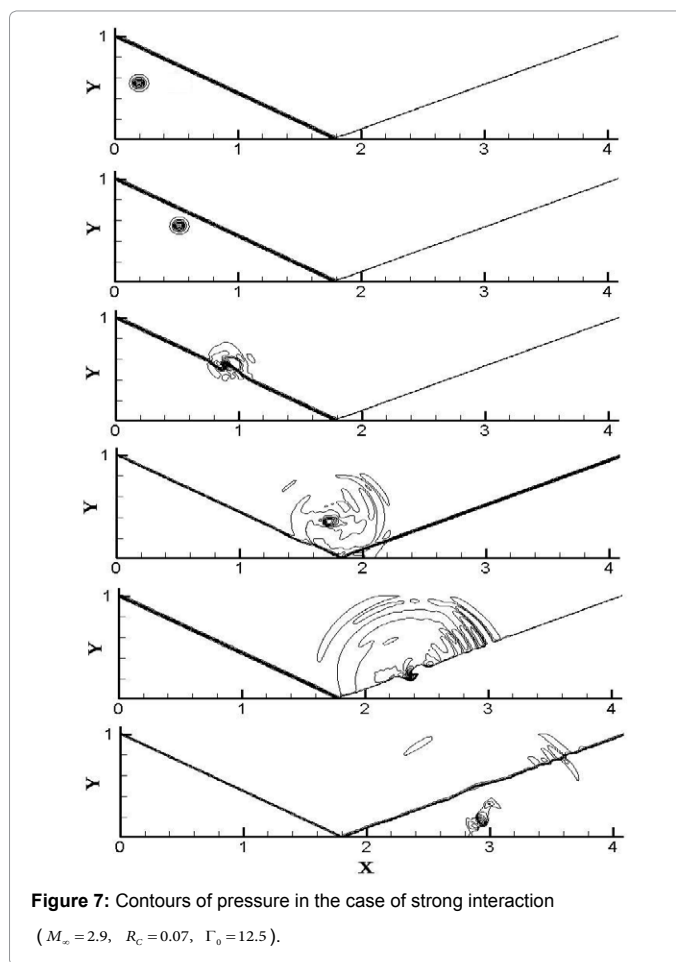 1
Y
0 1 2 3 4
1
Y
0 1 2 3 4
1
Y
0 1 2 3 4
1
Y
0 1 2 3 4
1
Y
0 1 2 3 4
1
Y
0 1 2 3 4
X
Figure 7: Contours of pressure in the case of strong interaction
( M∞ = 2.9, R_C = 0.07, Γ₀ = 12.5 ).